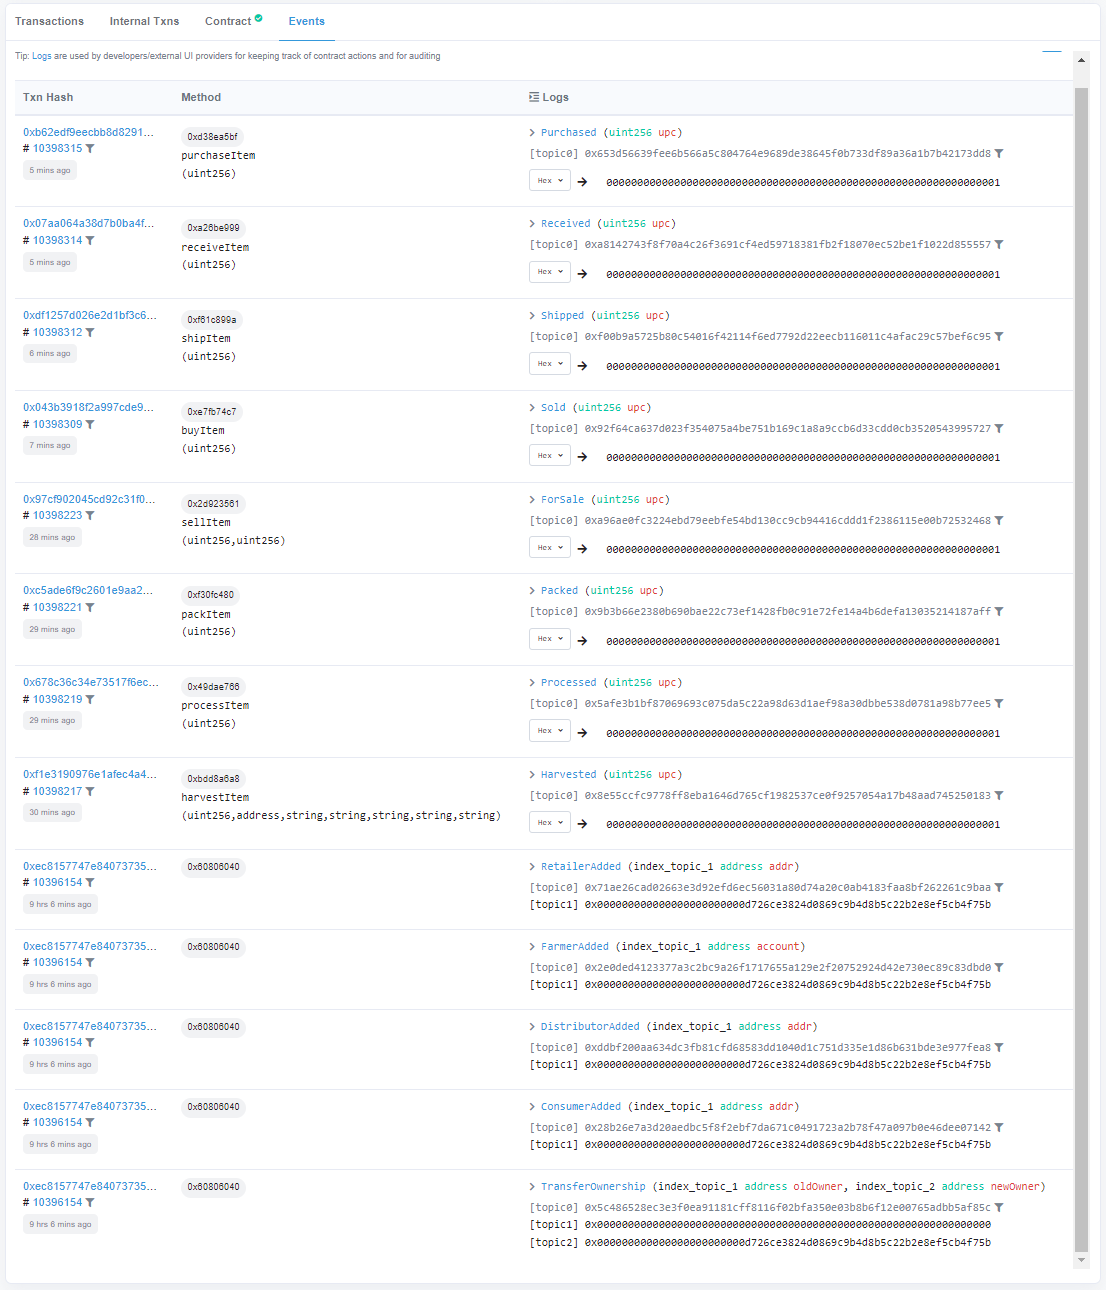 Transactions Internal Txns Contract Events
Tip: Logs are used by developers/external UI providers for keeping track of contract actions and for auditing
Txn Hash Method Logs
0xb62edf9eecbb8d8291... 0xd38ea5bf > Purchased (uint256 upc)
# 10398315 purchaseItem [topic0] 0x653d56639fee6b566a5c804764e9689de38645f0b733df89a36a1b7b42173dd8
5 mins ago (uint256) Hex → 0000000000000000000000000000000000000000000000000000000000000001
0x07aa064a38d7b0ba4f... 0xa26be999 > Received (uint256 upc)
# 10398314 receiveItem [topic0] 0xa8142743f8f70a4c26f3691cf4ed59718381fb2f18070ec52be1f1022d855557
5 mins ago (uint256) Hex → 0000000000000000000000000000000000000000000000000000000000000001
0xdf1257d026e2d1bf3c6... 0xf61c899a > Shipped (uint256 upc)
# 10398312 shipItem [topic0] 0xf00b9a5725b80c54016f42114f6ed7792d22eecb116011c4afac29c57bef6c95
6 mins ago (uint256) Hex → 0000000000000000000000000000000000000000000000000000000000000001
0x043b3918f2a997cde9... 0xe7fb74c7 > Sold (uint256 upc)
# 10398309 buyItem [topic0] 0x92f64ca637d023f354075a4be751b169c1a8a9ccb6d33cdd0cb3520543995727
7 mins ago (uint256) Hex → 0000000000000000000000000000000000000000000000000000000000000001
0x97cf902045cd92c31f0... 0x2d923561 > ForSale (uint256 upc)
# 10398223 sellItem [topic0] 0xa96ae0fc3224ebd79eebfe54bd130cc9cb94416cddd1f2386115e00b72532468
28 mins ago (uint256,uint256) Hex → 0000000000000000000000000000000000000000000000000000000000000001
0xc5ade6f9c2601e9aa2... 0xf30fc480 > Packed (uint256 upc)
# 10398221 packItem [topic0] 0x9b3b66e2380b690bae22c73ef1428fb0c91e72fe14a4b6defa13035214187aff
29 mins ago (uint256) Hex → 0000000000000000000000000000000000000000000000000000000000000001
0x678c36c34e73517f6ec... 0x49dae766 > Processed (uint256 upc)
# 10398219 processItem [topic0] 0x5afe3b1bf87069693c075da5c22a98d63d1aef98a30dbbe538d0781a98b77ee5
29 mins ago (uint256) Hex → 0000000000000000000000000000000000000000000000000000000000000001
0xf1e3190976e1afec4a4... 0xbdd8a6a8 > Harvested (uint256 upc)
# 10398217 harvestItem [topic0] 0x8e55ccfc9778ff8eba1646d765cf1982537ce0f9257054a17b48aad745250183
30 mins ago (uint256,address,string,string,string,string,string) Hex → 0000000000000000000000000000000000000000000000000000000000000001
0xec8157747e84073735... 0x60806040 > RetailerAdded (index_topic_1 address addr)
# 10396154 [topic0] 0x71ae26cad02663e3d92efd6ec56031a80d74a20c0ab4183faa8bf262261c9baa
9 hrs 6 mins ago [topic1] 0x000000000000000000000000d726ce3824d0869c9b4d8b5c22b2e8ef5cb4f75b
0xec8157747e84073735... 0x60806040 > FarmerAdded (index_topic_1 address account)
# 10396154 [topic0] 0x2e0ded4123377a3c2bc9a26f1717655a129e2f20752924d42e730ec89c83dbd0
9 hrs 6 mins ago [topic1] 0x000000000000000000000000d726ce3824d0869c9b4d8b5c22b2e8ef5cb4f75b
0xec8157747e84073735... 0x60806040 > DistributorAdded (index_topic_1 address addr)
# 10396154 [topic0] 0xddbf200aa634dc3fb81cfd68583dd1040d1c751d335e1d86b631bde3e977fea8
9 hrs 6 mins ago [topic1] 0x000000000000000000000000d726ce3824d0869c9b4d8b5c22b2e8ef5cb4f75b
0xec8157747e84073735... 0x60806040 > ConsumerAdded (index_topic_1 address addr)
# 10396154 [topic0] 0x28b26e7a3d20aedbc5f8f2ebf7da671c0491723a2b78f47a097b0e46dee07142
9 hrs 6 mins ago [topic1] 0x000000000000000000000000d726ce3824d0869c9b4d8b5c22b2e8ef5cb4f75b
0xec8157747e84073735... 0x60806040 > TransferOwnership (index_topic_1 address oldOwner, index_topic_2 address newOwner)
# 10396154 [topic0] 0x5c486528ec3e3f0ea91181cff8116f02bfa350e03b8b6f12e00765adbb5af85c
9 hrs 6 mins ago [topic1] 0x0000000000000000000000000000000000000000000000000000000000000000
[topic2] 0x000000000000000000000000d726ce3824d0869c9b4d8b5c22b2e8ef5cb4f75b